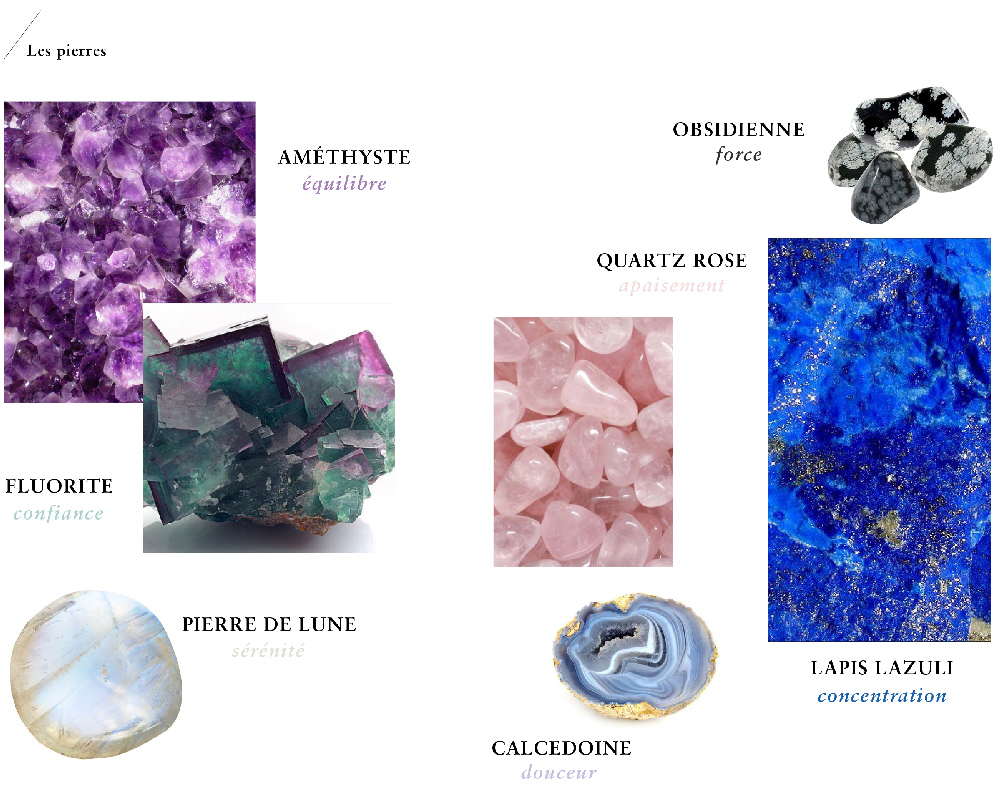 Les pierres
AMÉTHYSTE
équilibre
FLUORITE
confiance
PIERRE DE LUNE
sérénité
OBSIDIENNE
force
QUARTZ ROSE
apaisement
LAPIS LAZULI
concentration
CALCEDOINE
douceur